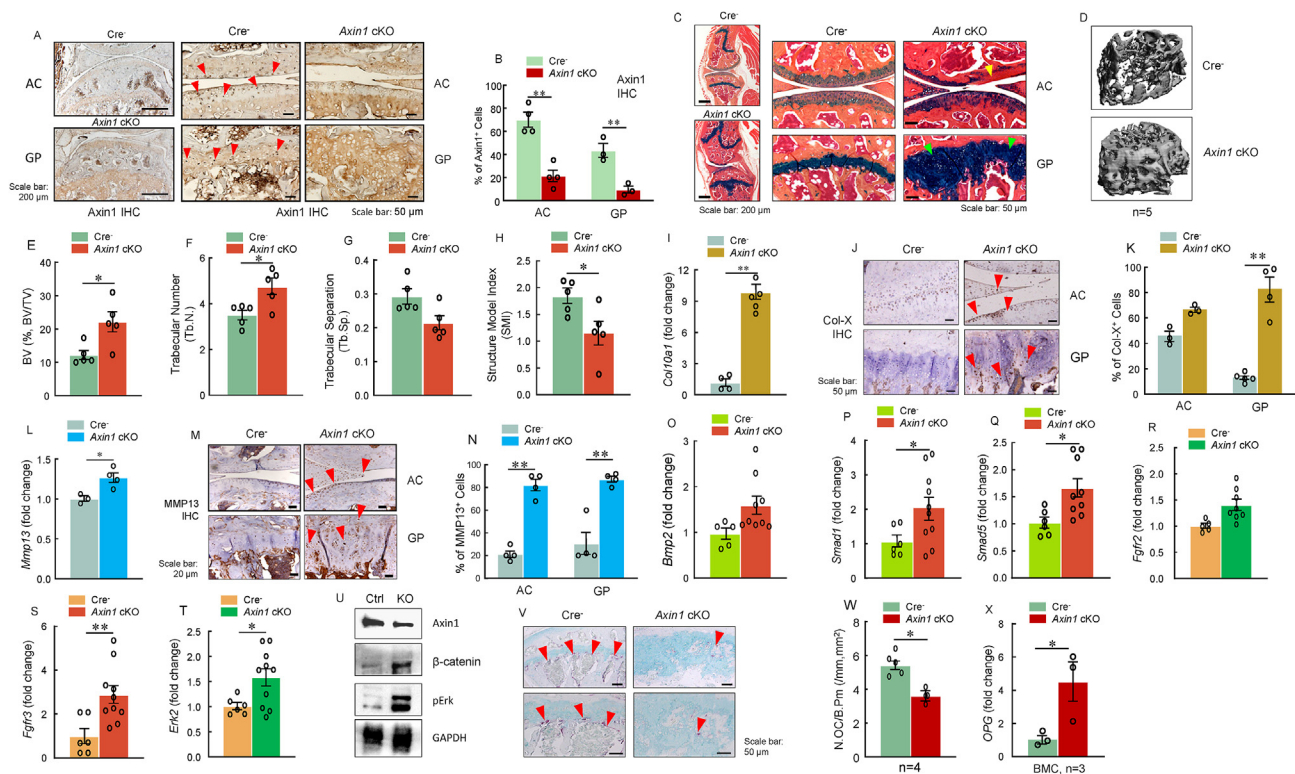 A
Cre-
Cre-
Axin1 cKO
AC
AC
Axin1 cKO
GP
GP
Scale bar:
200 µm
Axin1 IHC
Axin1 IHC
Scale bar: 50 µm
B
Cre-
Axin1 cKO
Axin1
IHC
% of Axin1+ Cells
100
80
60
40
20
0
**
**
AC
GP
C
Cre-
Cre-
Axin1 cKO
AC
Axin1 cKO
GP
Scale bar: 200 µm
Scale bar: 50 µm
D
Cre-
Axin1 cKO
n=5
E
Cre-
Axin1 cKO
BV (%, BV/TV)
40
30
20
10
0
*
F
Cre-
Axin1 cKO
Trabecular Number
(Tb.N.)
6
4
2
0
*
G
Cre-
Axin1 cKO
Trabecular Separation
(Tb.Sp.)
0.4
0.3
0.2
0.1
0.0
H
Cre-
Axin1 cKO
Structure Model Index
(SMI)
2.5
2.0
1.5
1.0
0.5
0.0
*
I
Cre-
Axin1 cKO
Col10a1 (fold change)
12
9
6
3
0
**
J
Cre-
Axin1 cKO
AC
Col-X
IHC
GP
Scale bar:
50 µm
K
Cre-
Axin1 cKO
% of Col-X+ Cells
100
80
60
40
20
0
**
AC
GP
L
Cre-
Axin1 cKO
Mmp13 (fold change)
1.5
1.0
0.5
0.0
*
M
Cre-
Axin1 cKO
AC
MMP13
IHC
GP
Scale bar:
20 µm
N
Cre-
Axin1 cKO
% of MMP13+ Cells
100
80
60
40
20
0
**
**
AC
GP
O
Cre-
Axin1 cKO
Bmp2 (fold change)
3
2
1
0
P
Cre-
Axin1 cKO
Smad1 (fold change)
4
3
2
1
0
*
Q
Cre-
Axin1 cKO
Smad5 (fold change)
3
2
1
0
*
R
Cre-
Axin1 cKO
Fgfr2 (fold change)
3
2
1
0
S
Cre-
Axin1 cKO
Fgfr3 (fold change)
6
4
2
0
**
T
Cre-
Axin1 cKO
Erk2 (fold change)
3
2
1
0
*
U
Ctrl
KO
Axin1
β-catenin
pErk
GAPDH
V
Cre-
Axin1 cKO
Scale bar:
50 µm
W
Cre-
Axin1 cKO
N.OC/B.Pm (/mm,mm²)
8
6
4
2
0
*
n=4
X
Cre-
Axin1 cKO
OPG (fold change)
8
6
4
2
0
*
BMC, n=3